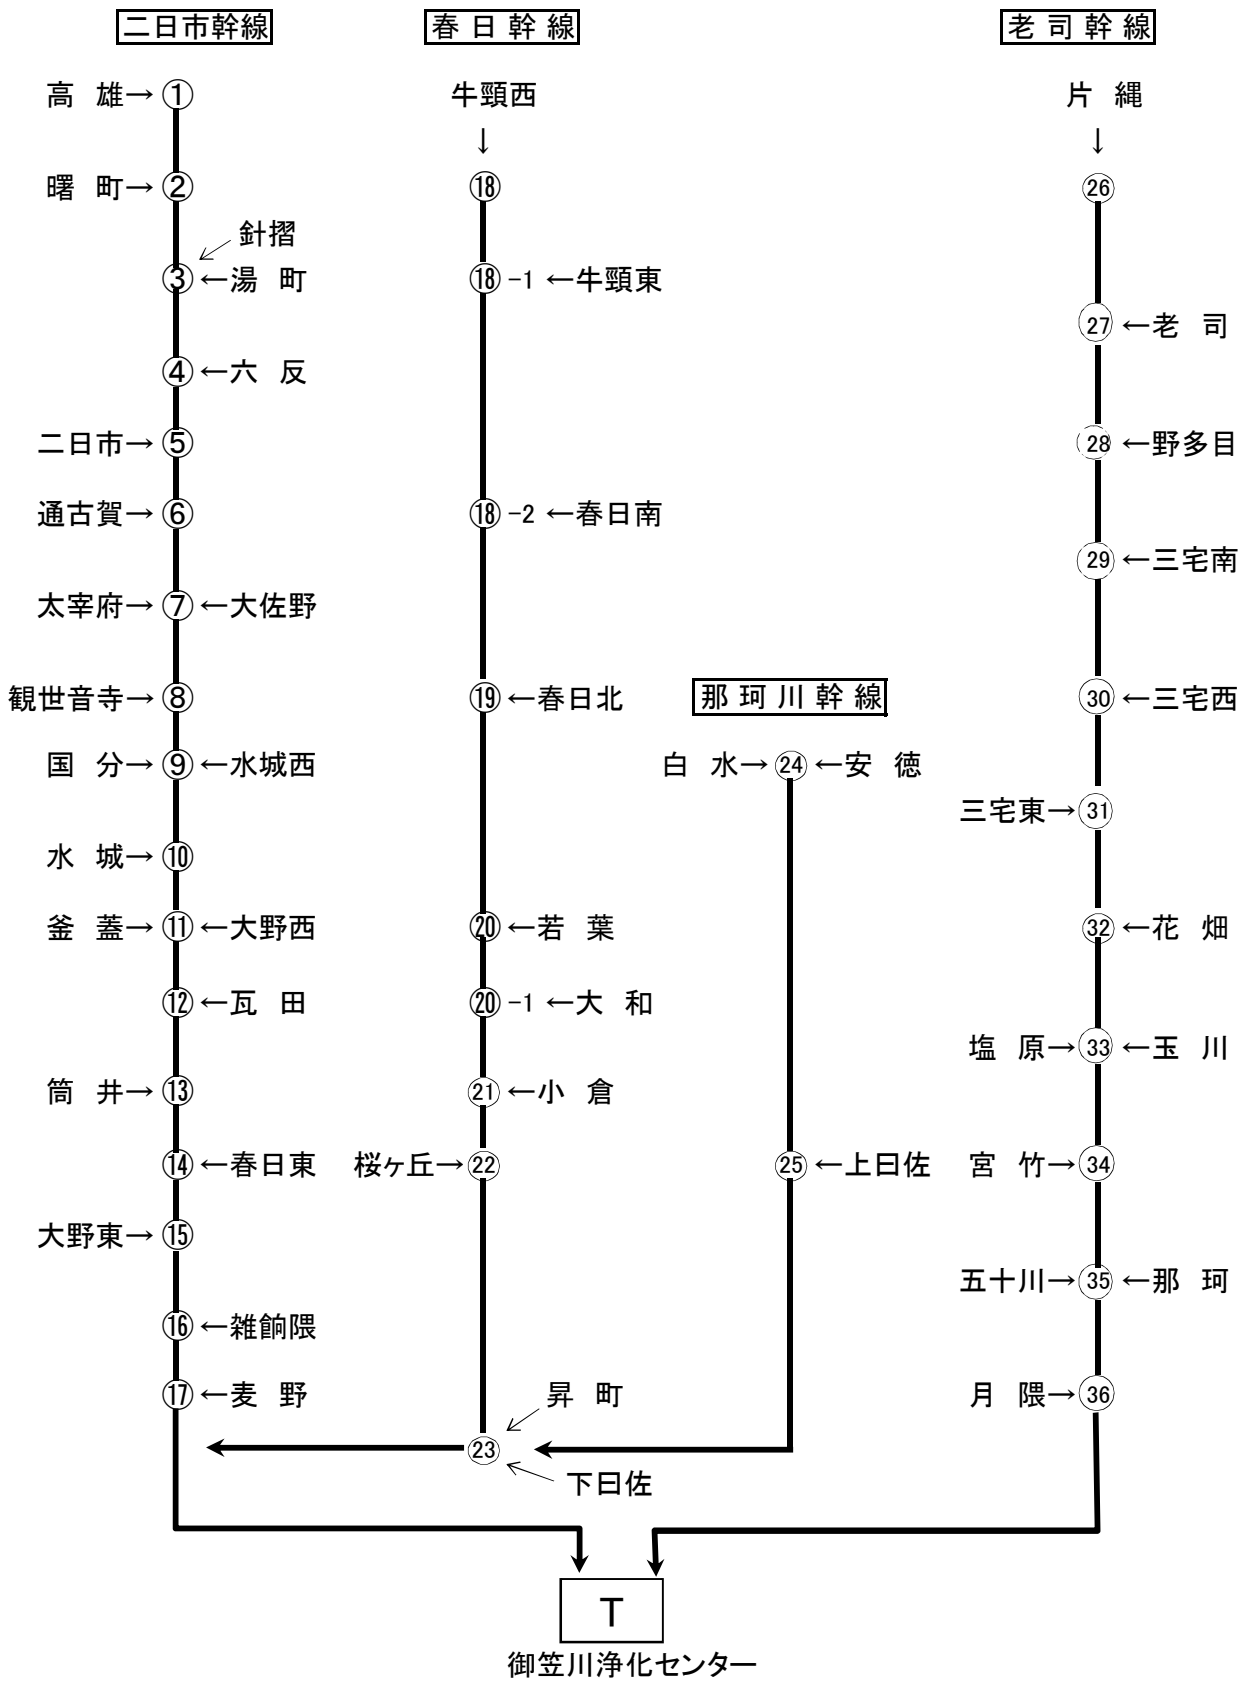 二日市幹線
高 雄→①
曙 町→②
針摺
③←湯 町
④←六 反
二日市→⑤
通古賀→⑥
太宰府→⑦←大佐野
観世音寺→⑧
国 分→⑨←水城西
水 城→⑩
釜 蓋→⑪←大野西
⑫←瓦 田
筒 井→⑬
⑭←春日東
大野東→⑮
⑯←雑餉隈
⑰←麦 野
春日幹線
牛頸西
↓
⑱
⑱-1 ←牛頸東
⑱-2 ←春日南
⑲←春日北
⑳←若 葉
⑳-1 ←大 和
㉑←小 倉
桜ヶ丘→㉒
昇 町
㉓
下曰佐
那珂川幹線
白 水→㉔←安 徳
㉕←上曰佐
老司幹線
片 縄
↓
㉖
㉗←老 司
㉘←野多目
㉙←三宅南
㉚←三宅西
三宅東→㉛
㉜←花 畑
塩 原→㉝←玉 川
宮 竹→㉞
五十川→㉟←那 珂
月 隈→㊱
T
御笠川浄化センター